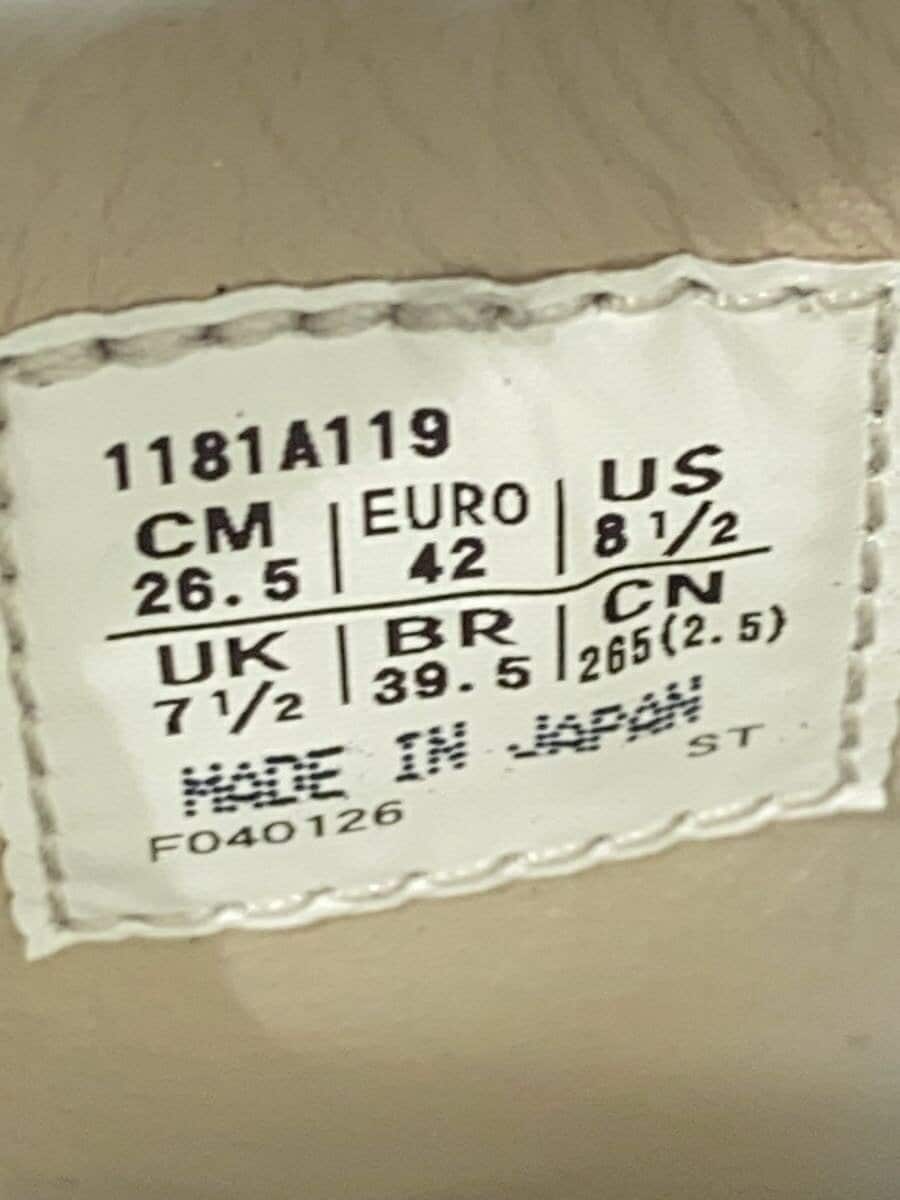 1181A119
CM | EURO | US
26.5 | 42 | 8 1/2
UK | BR | CN
7 1/2 | 39.5 | 265(2.5)
MADE IN JAPAN
ST
F040126